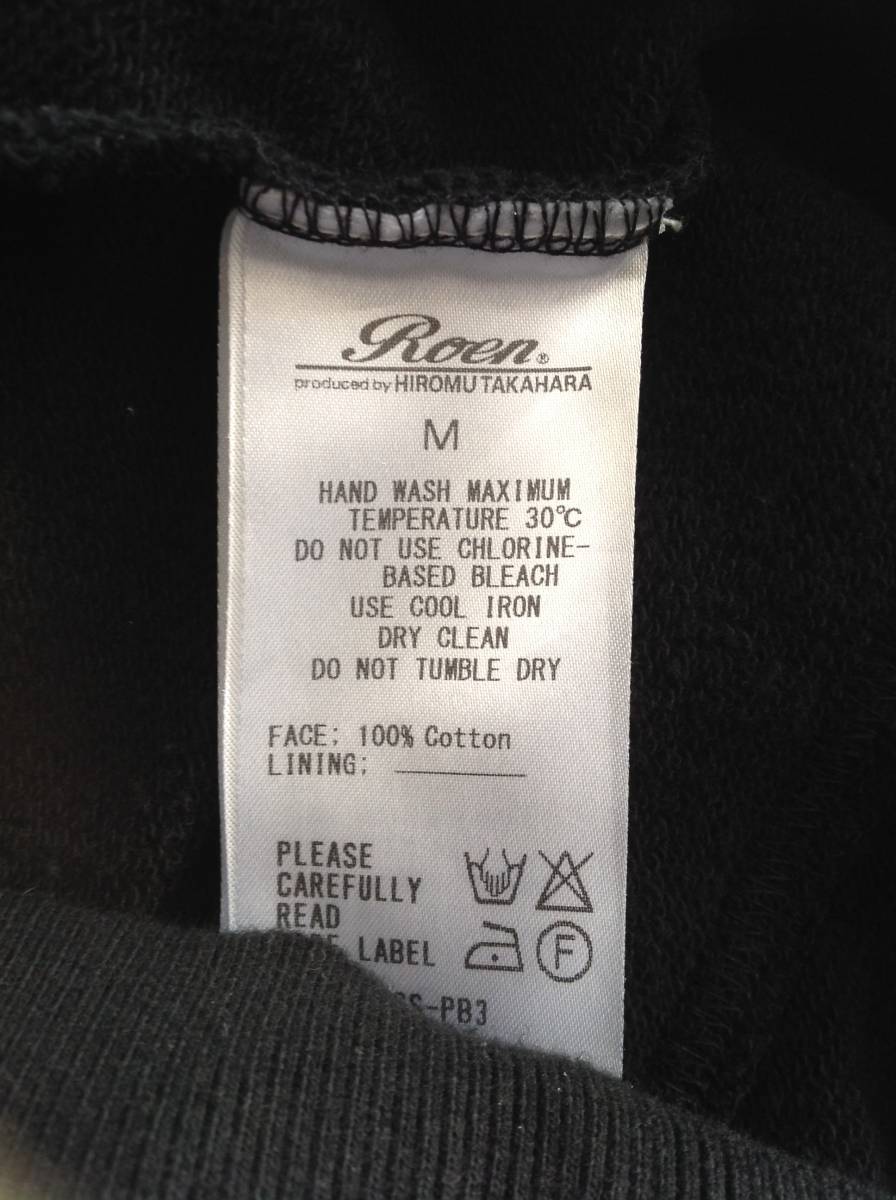 Roen®
produced by HIROMU TAKAHARA
M
HAND WASH MAXIMUM
TEMPERATURE 30℃
DO NOT USE CHLORINE-
BASED BLEACH
USE COOL IRON
DRY CLEAN
DO NOT TUMBLE DRY
FACE: 100% Cotton
LINING:
PLEASE
CAREFULLY
READ
LABEL
F
S-PB3